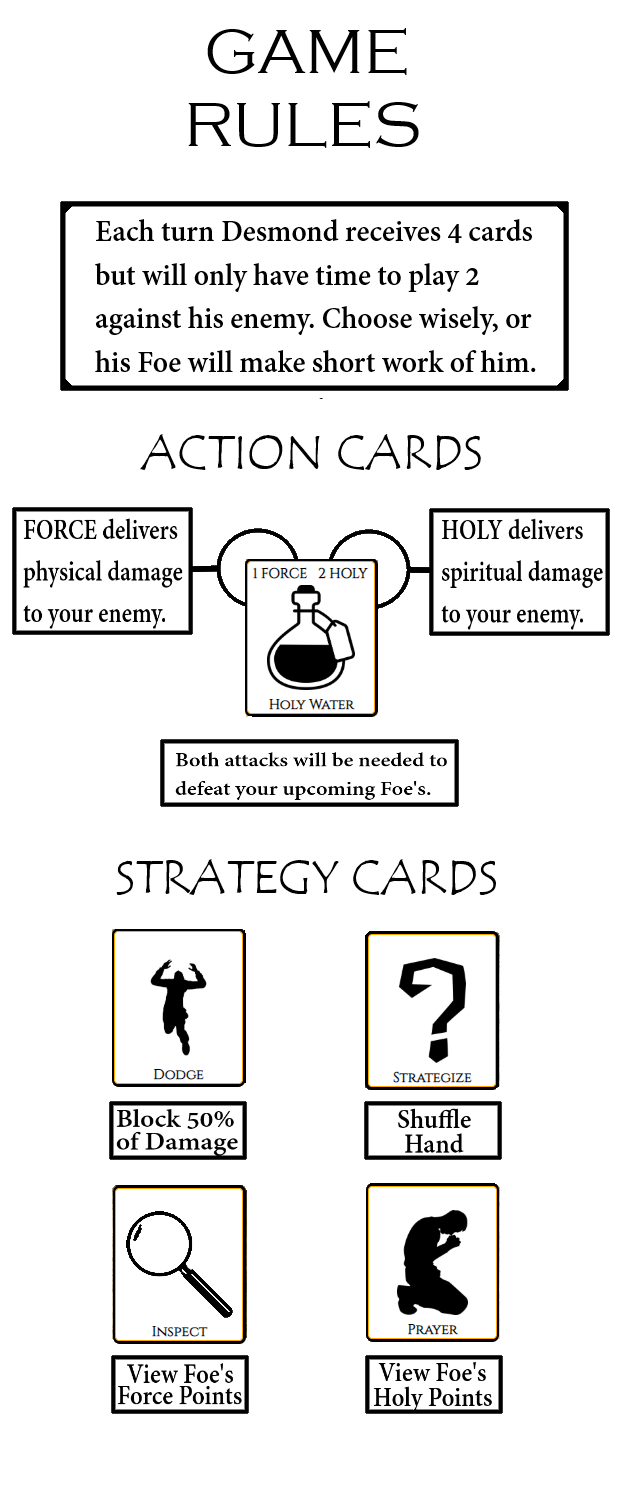 GAME
RULES
Each turn Desmond receives 4 cards
but will only have time to play 2
against his enemy. Choose wisely, or
his Foe will make short work of him.
ACTION CARDS
FORCE delivers
physical damage
to your enemy.
1 FORCE 2 HOLY
HOLY WATER
HOLY delivers
spiritual damage
to your enemy.
Both attacks will be needed to
defeat your upcoming Foe's.
STRATEGY CARDS
DODGE
Block 50%
of Damage
STRATEGIZE
Shuffle
Hand
INSPECT
View Foe's
Force Points
PRAYER
View Foe's
Holy Points